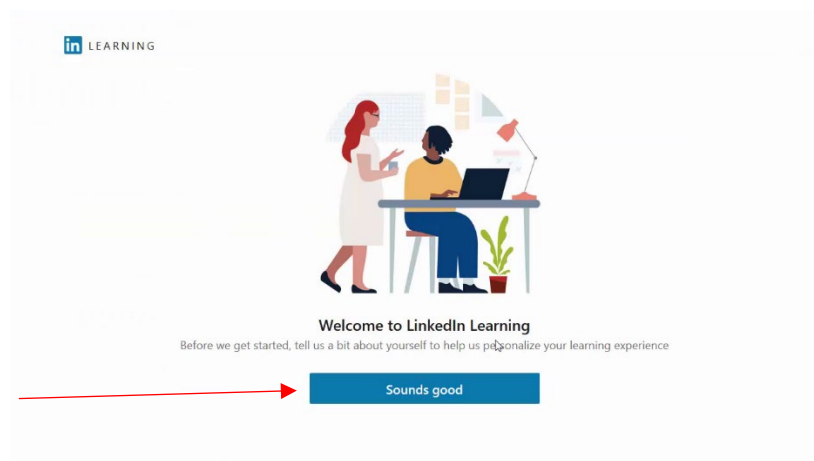 in LEARNING
Welcome to LinkedIn Learning
Before we get started, tell us a bit about yourself to help us personalize your learning experience
Sounds good